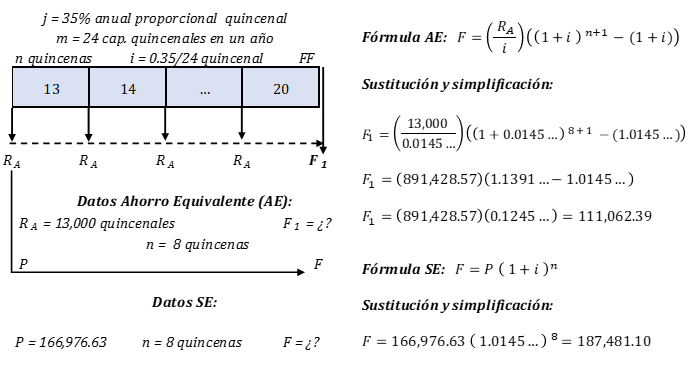 j = 35% anual proporcional quincenal
m = 24 cap. quincenales en un año
n quincenas i = 0.35/24 quincenal FF
13 14 ... 20
R_A R_A R_A R_A F_1
Datos Ahorro Equivalente (AE):
R_A = 13,000 quincenales F_1 = ¿?
n = 8 quincenas
P F
Datos SE:
P = 166,976.63 n = 8 quincenas F = ¿?
Fórmula AE: F = (R_A / i)((1 + i)^{n+1} − (1 + i))
Sustitución y simplificación:
F_1 = (13,000 / 0.0145 ...)((1 + 0.0145 ...)^{8+1} − (1.0145 ...))
F_1 = (891,428.57)(1.1391 ... − 1.0145 ...)
F_1 = (891,428.57)(0.1245 ...) = 111,062.39
Fórmula SE: F = P (1 + i)^n
Sustitución y simplificación:
F = 166,976.63 (1.0145 ...)^8 = 187,481.10